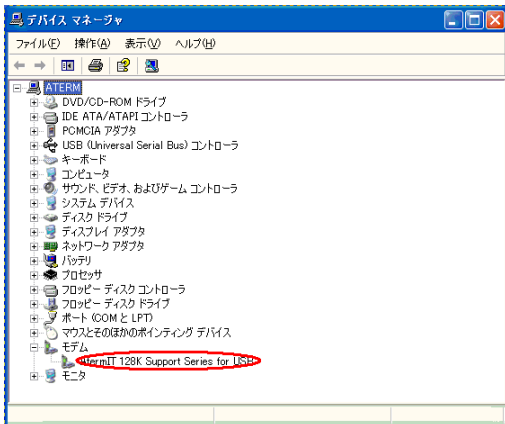 デバイス マネージャ
ファイル(F) 操作(A) 表示(V) ヘルプ(H)
ATERM
DVD/CD-ROM ドライブ
IDE ATA/ATAPI コントローラ
PCMCIA アダプタ
USB (Universal Serial Bus) コントローラ
キーボード
コンピュータ
サウンド、ビデオ、およびゲーム コントローラ
システム デバイス
ディスク ドライブ
ディスプレイ アダプタ
ネットワーク アダプタ
バッテリ
プロセッサ
フロッピー ディスク コントローラ
フロッピー ディスク ドライブ
ポート (COM と LPT)
マウスとそのほかのポインティング デバイス
モデム
AtermIT 128K Support Series for USB
モニタ